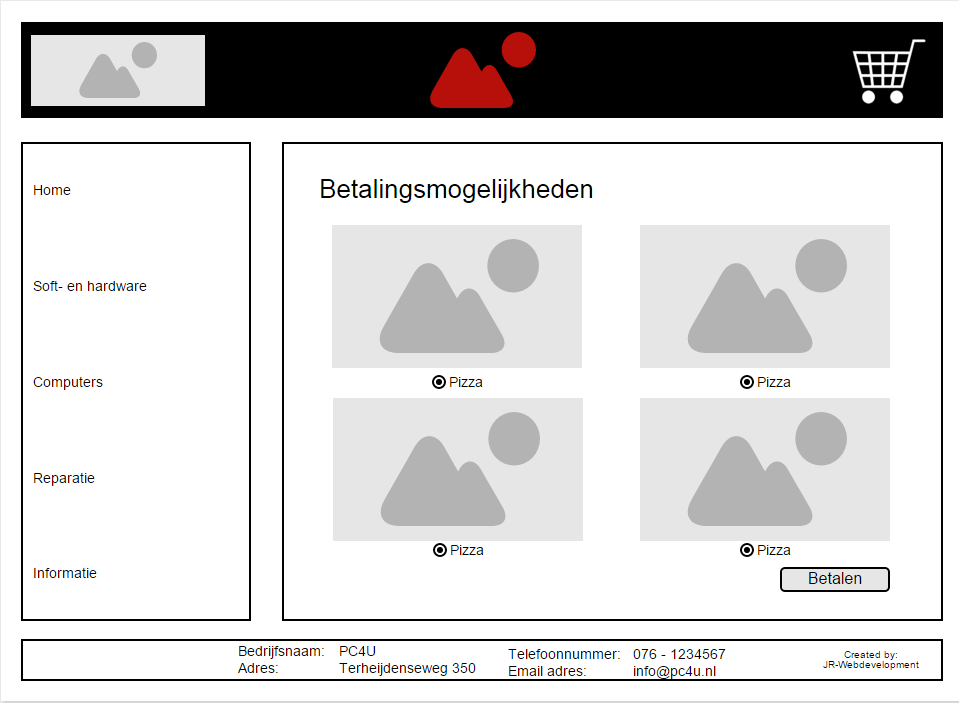 Home
Soft- en hardware
Computers
Reparatie
Informatie
Betalingsmogelijkheden
Pizza
Pizza
Pizza
Pizza
Betalen
Bedrijfsnaam: PC4U
Adres: Terheijdenseweg 350
Telefoonnummer: 076 - 1234567
Email adres: info@pc4u.nl
Created by:
JR-Webdevelopment